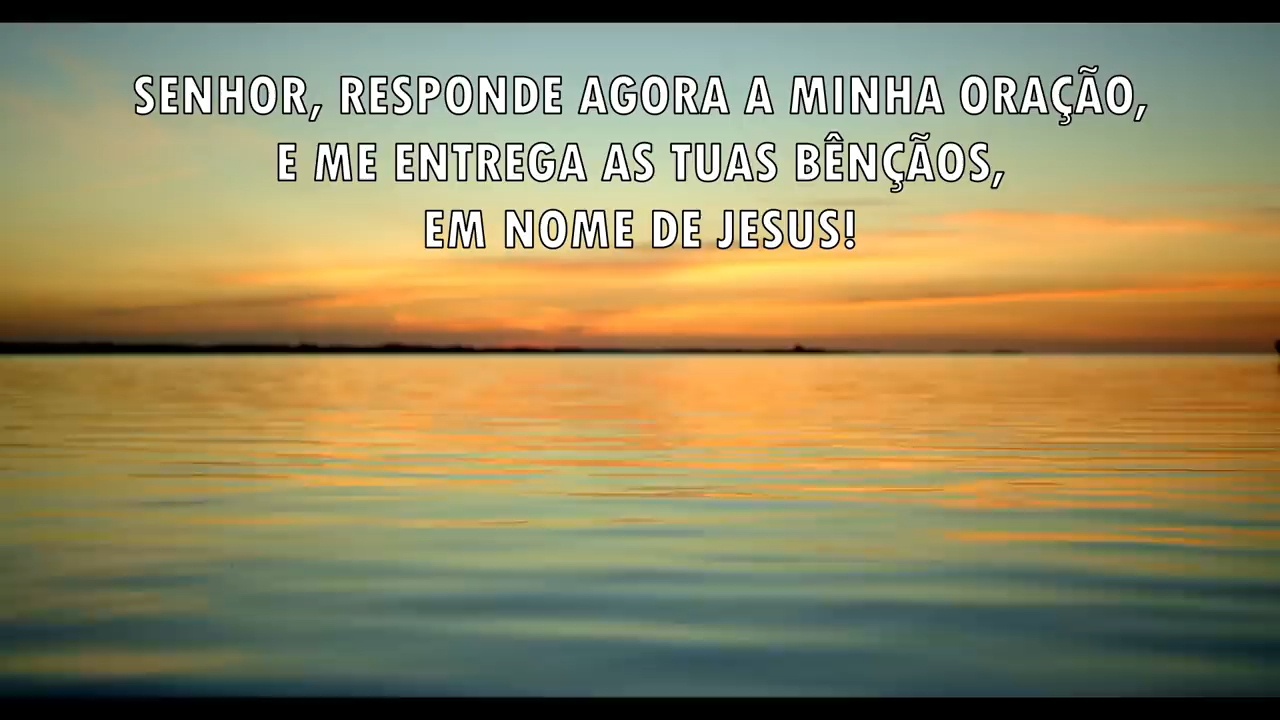 SENHOR, RESPONDE AGORA A MINHA ORAÇÃO,
E ME ENTREGA AS TUAS BÊNÇÃOS,
EM NOME DE JESUS!